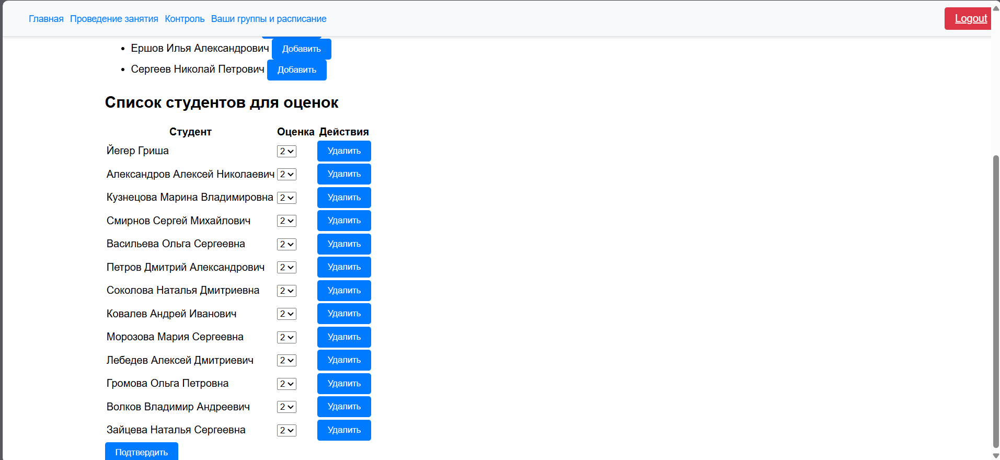 Главная Проведение занятия Контроль Ваши группы и расписание Logout
Ершов Илья Александрович Добавить
Сергеев Николай Петрович Добавить
Список студентов для оценок
Студент Оценка Действия
Йегер Гриша 2 Удалить
Александров Алексей Николаевич 2 Удалить
Кузнецова Марина Владимировна 2 Удалить
Смирнов Сергей Михайлович 2 Удалить
Васильева Ольга Сергеевна 2 Удалить
Петров Дмитрий Александрович 2 Удалить
Соколова Наталья Дмитриевна 2 Удалить
Ковалев Андрей Иванович 2 Удалить
Морозова Мария Сергеевна 2 Удалить
Лебедев Алексей Дмитриевич 2 Удалить
Громова Ольга Петровна 2 Удалить
Волков Владимир Андреевич 2 Удалить
Зайцева Наталья Сергеевна 2 Удалить
Подтвердить